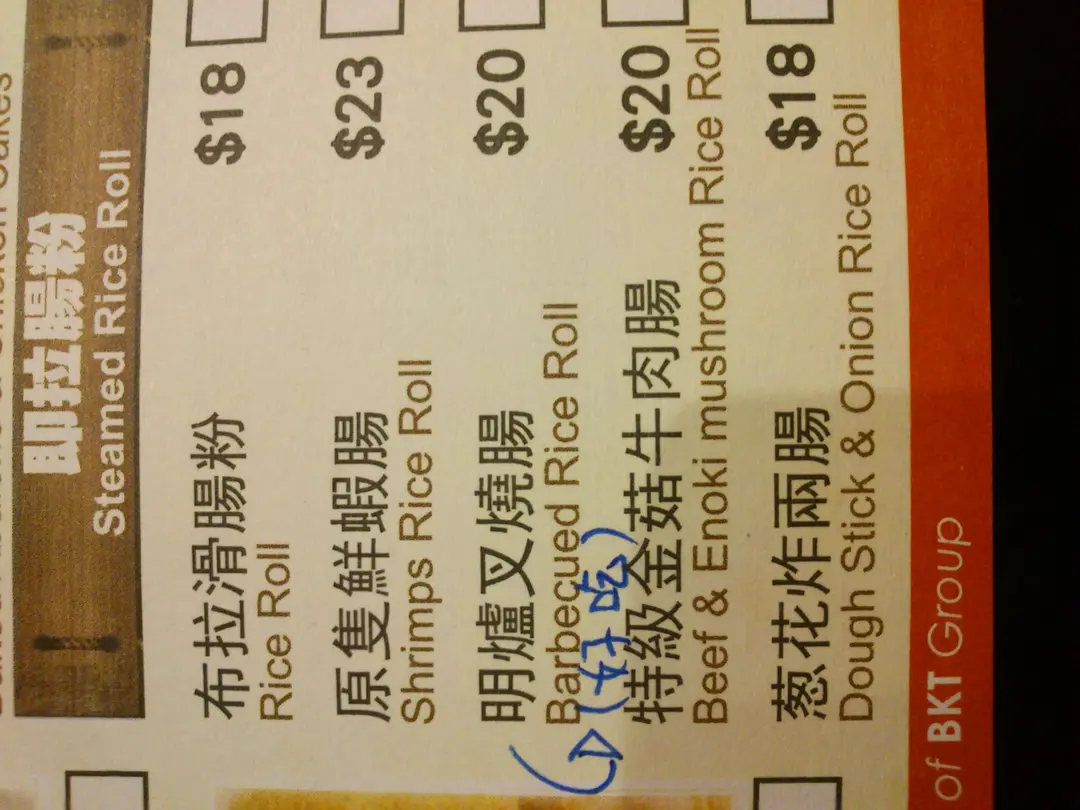 即拉腸粉
Steamed Rice Roll
布拉滑腸粉 $18
Rice Roll
原隻鮮蝦腸 $23
Shrimps Rice Roll
明爐叉燒腸 $20
Barbecued Rice Roll
(好吃)
特級金菇牛肉腸 $20
Beef & Enoki mushroom Rice Roll
葱花炸兩腸 $18
Dough Stick & Onion Rice Roll
of BKT Group